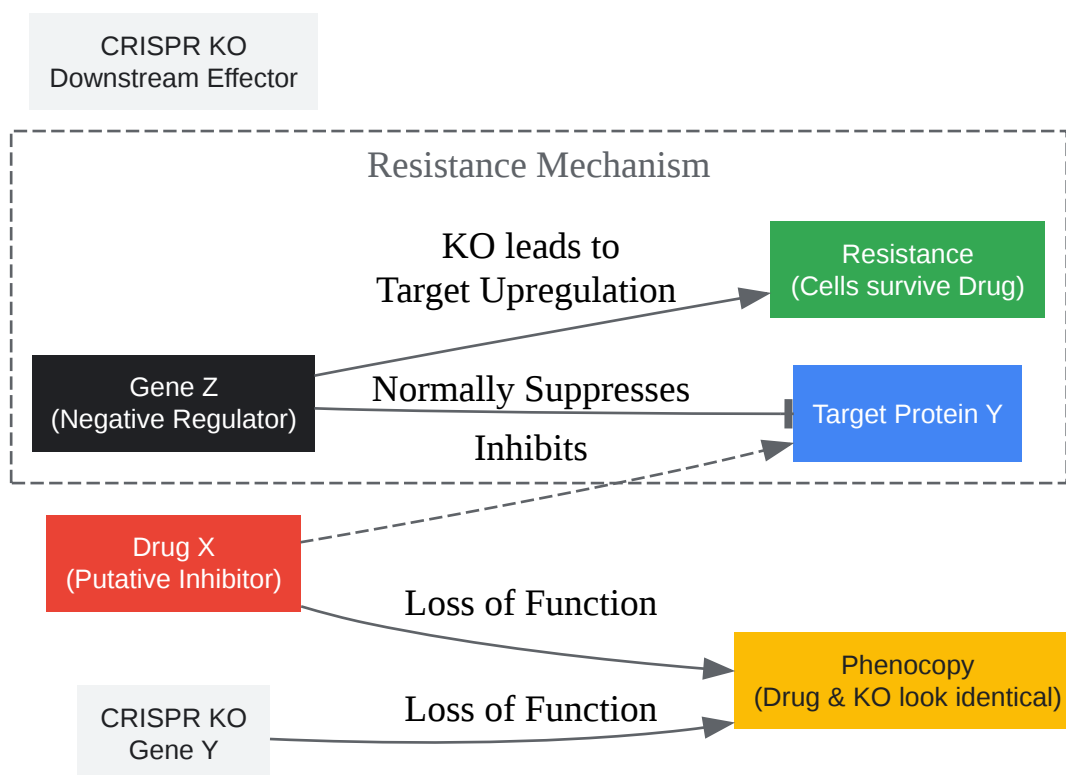 CRISPR KO
Downstream Effector
Resistance Mechanism
KO leads to
Target Upregulation
Resistance
(Cells survive Drug)
Gene Z
(Negative Regulator)
Normally Suppresses
Target Protein Y
Inhibits
Drug X
(Putative Inhibitor)
Loss of Function
Phenocopy
(Drug & KO look identical)
CRISPR KO
Gene Y
Loss of Function